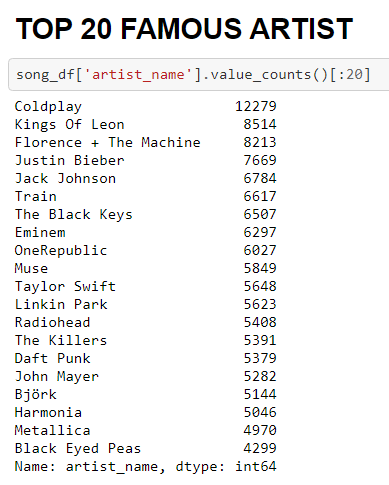 TOP 20 FAMOUS ARTIST
song_df['artist_name'].value_counts()[:20]
Coldplay 12279
Kings Of Leon 8514
Florence + The Machine 8213
Justin Bieber 7669
Jack Johnson 6784
Train 6617
The Black Keys 6507
Eminem 6297
OneRepublic 6027
Muse 5849
Taylor Swift 5648
Linkin Park 5623
Radiohead 5408
The Killers 5391
Daft Punk 5379
John Mayer 5282
Björk 5144
Harmonia 5046
Metallica 4970
Black Eyed Peas 4299
Name: artist_name, dtype: int64